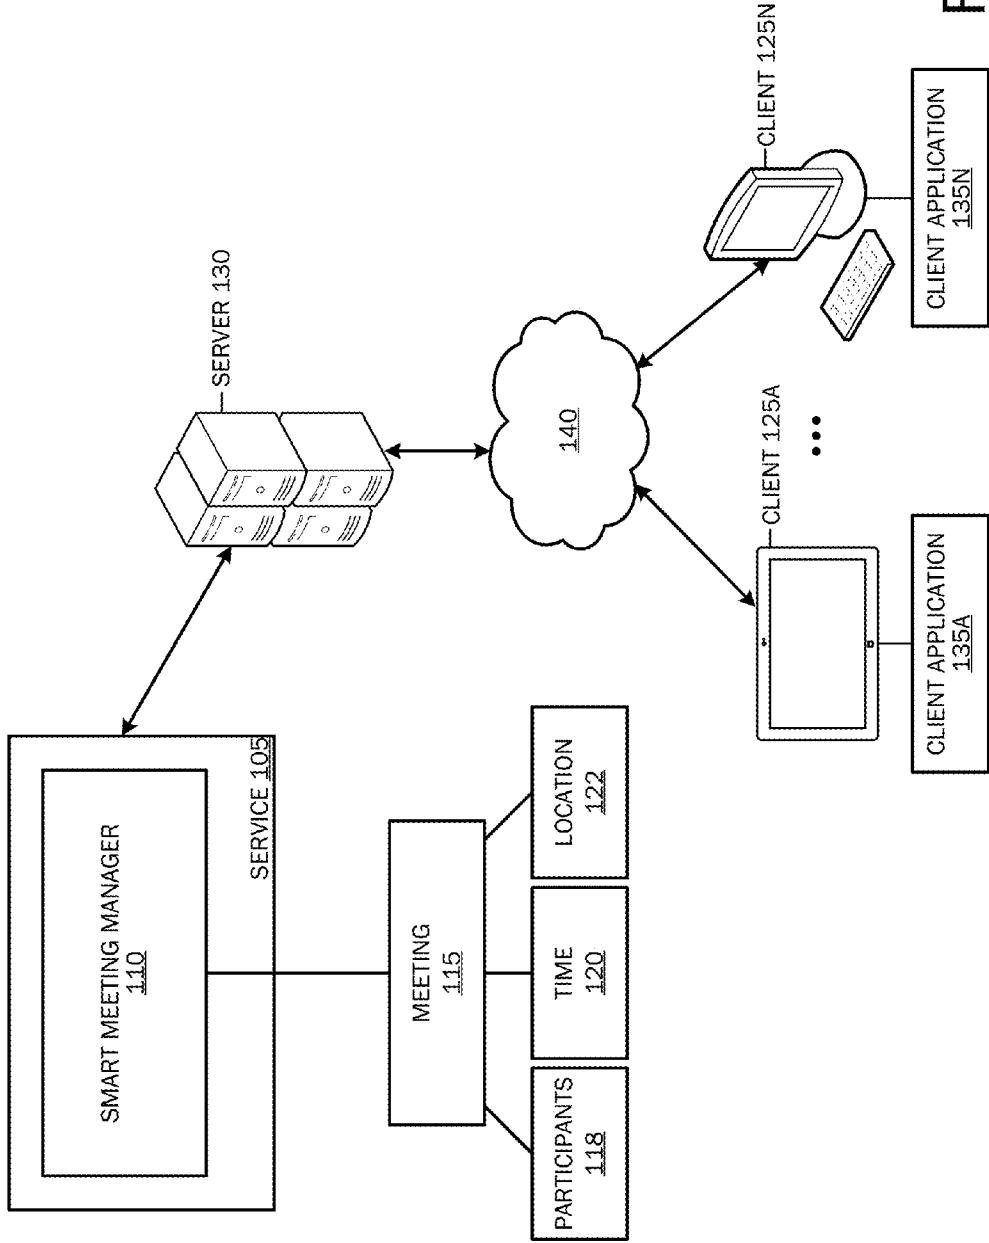 SMART MEETING MANAGER
110
SERVICE 105
MEETING
115
PARTICIPANTS
118
TIME
120
LOCATION
122
SERVER 130
140
CLIENT 125A
CLIENT 125N
...
CLIENT APPLICATION
135A
CLIENT APPLICATION
135N